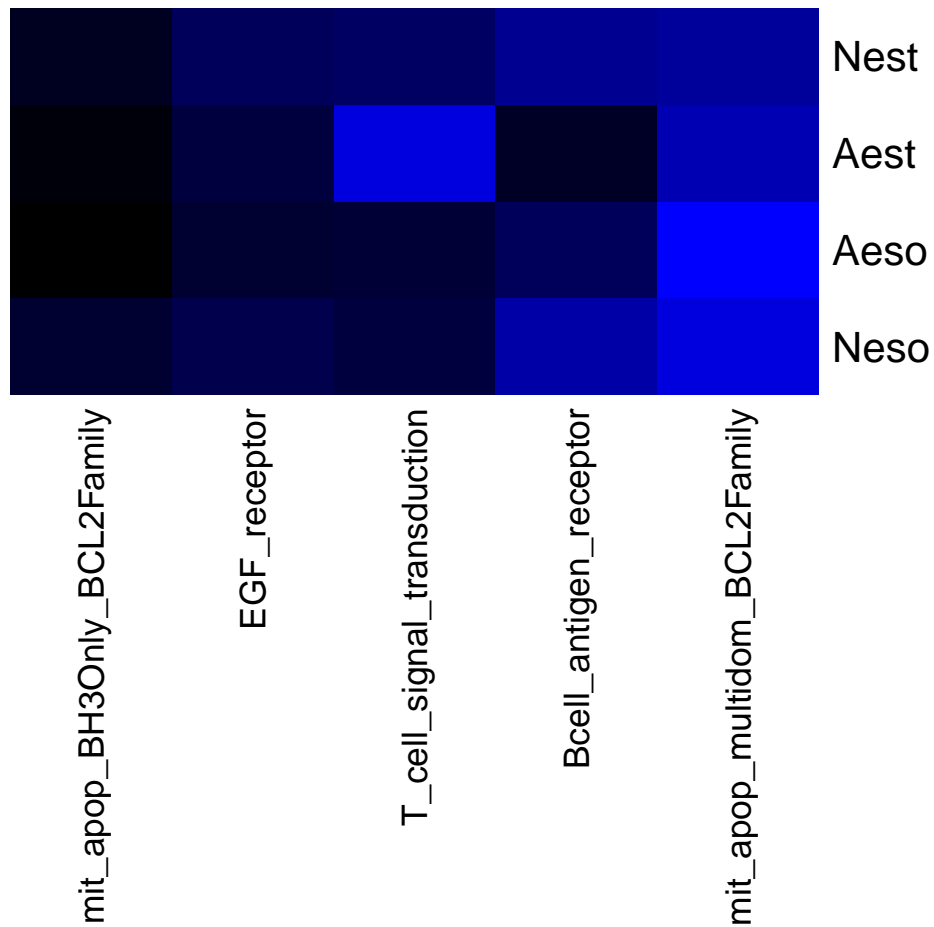 Nest
Aest
Aeso
Neso
mit_apop_BH3Only_BCL2Family
EGF_receptor
T_cell_signal_transduction
Bcell_antigen_receptor
mit_apop_multidom_BCL2Family